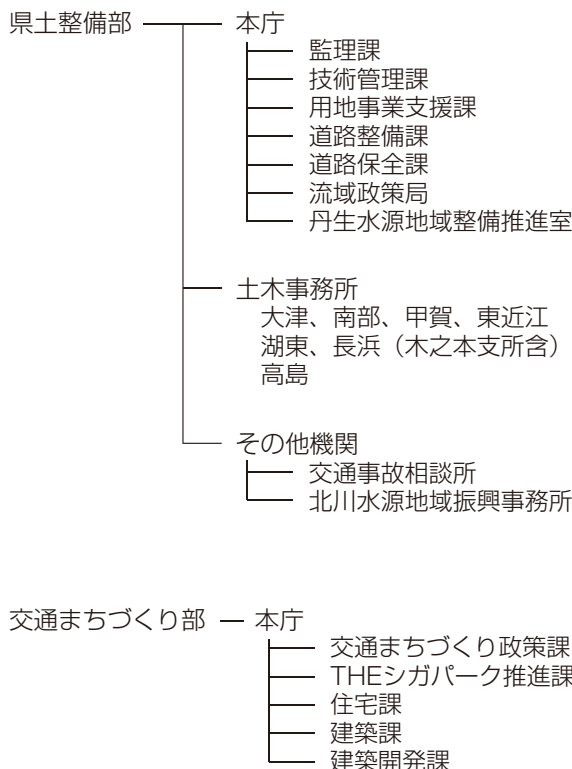 県土整備部 本庁
監理課
技術管理課
用地事業支援課
道路整備課
道路保全課
流域政策局
丹生水源地域整備推進室
土木事務所
大津、南部、甲賀、東近江
湖東、長浜（木之本支所含）
高島
その他機関
交通事故相談所
北川水源地域振興事務所
交通まちづくり部 本庁
交通まちづくり政策課
THEシガパーク推進課
住宅課
建築課
建築開発課